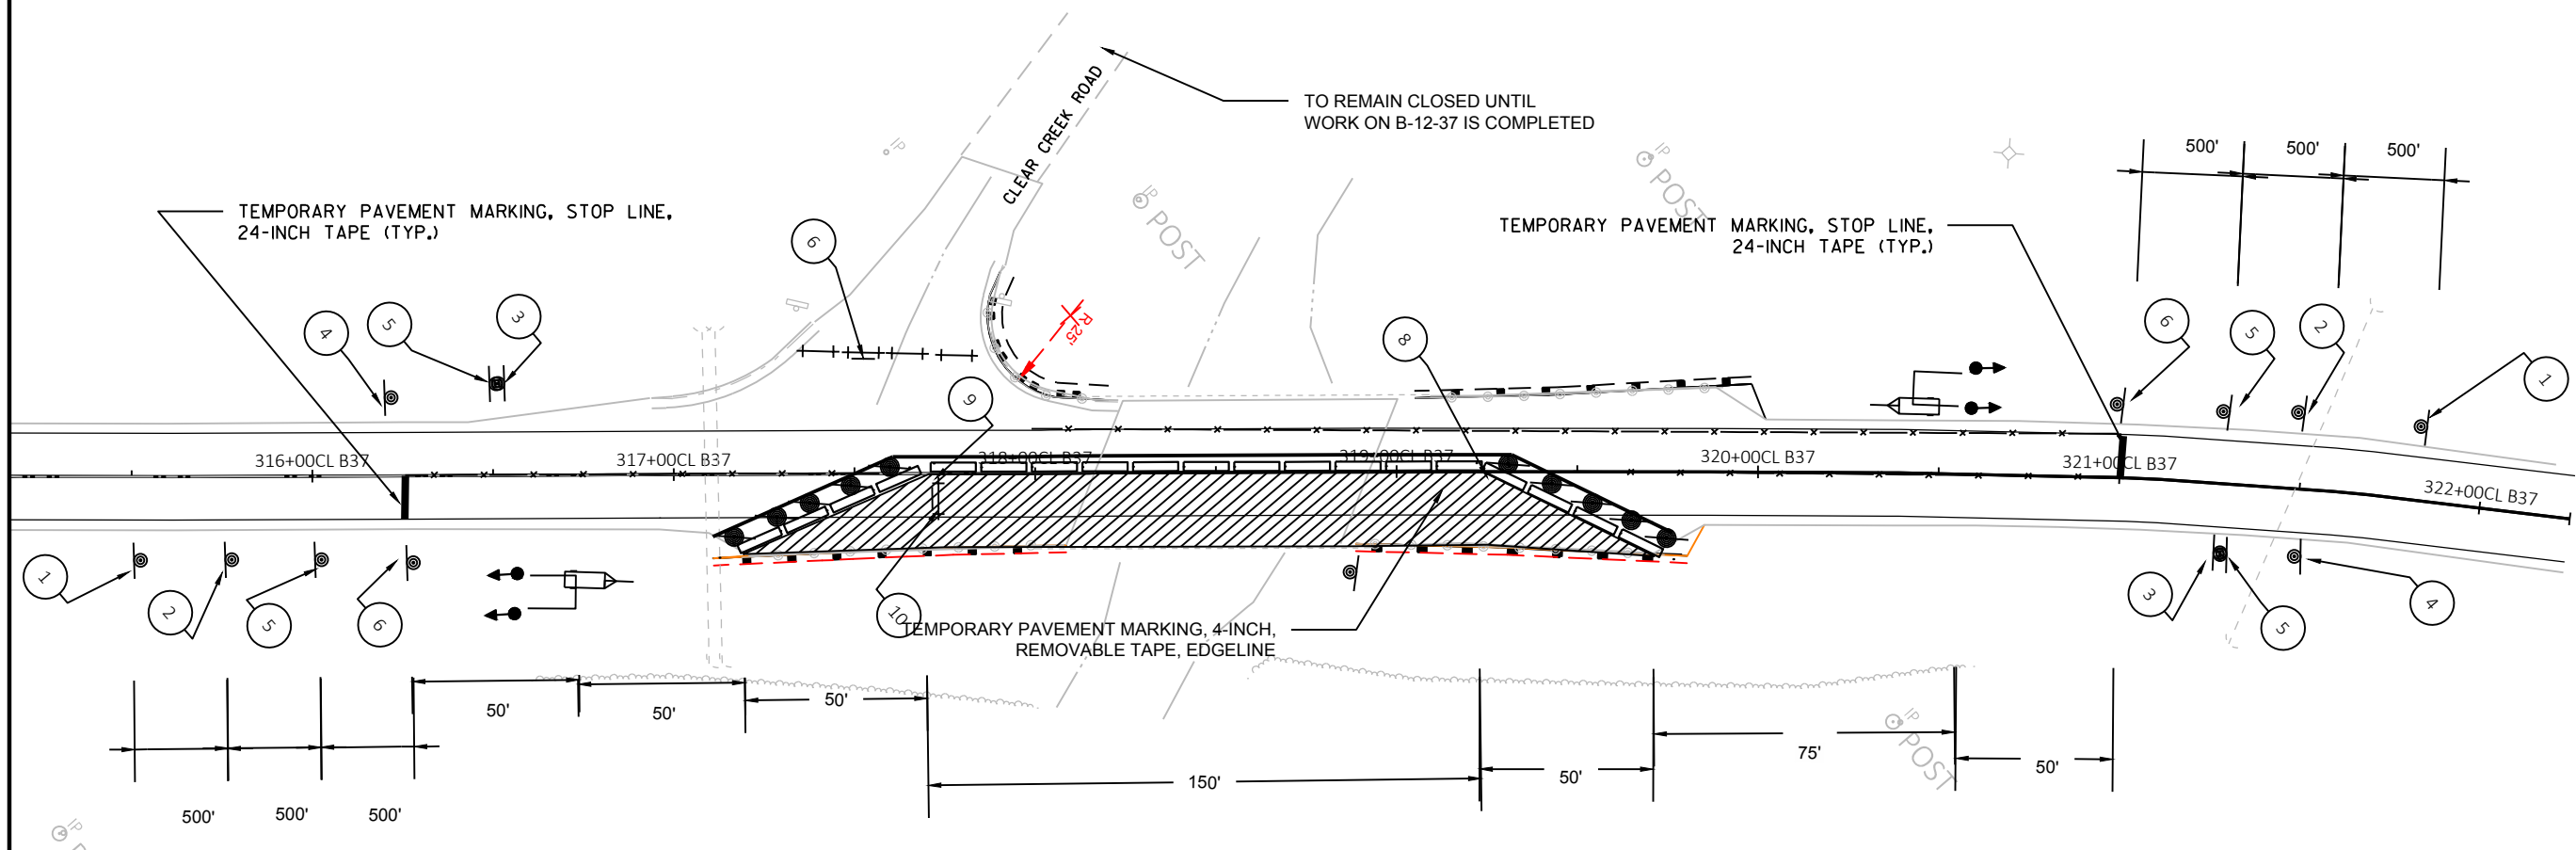 TO REMAIN CLOSED UNTIL
WORK ON B-12-37 IS COMPLETED
CLEAR CREEK ROAD
IP
IP
POST
IP
POST
500' 500' 500'
TEMPORARY PAVEMENT MARKING, STOP LINE,
24-INCH TAPE (TYP.)
TEMPORARY PAVEMENT MARKING, STOP LINE,
24-INCH TAPE (TYP.)
6
4
5
3
R 25'
8
9
6
5
2
1
316+00CL B37
317+00CL B37
318+00CL B37
319+00CL B37
320+00CL B37
321+00CL B37
322+00CL B37
1
2
5
6
10
3
5
4
TEMPORARY PAVEMENT MARKING, 4-INCH,
REMOVABLE TAPE, EDGELINE
50' 50' 50'
150'
50'
75'
50'
IP
POST
500' 500' 500'
IP